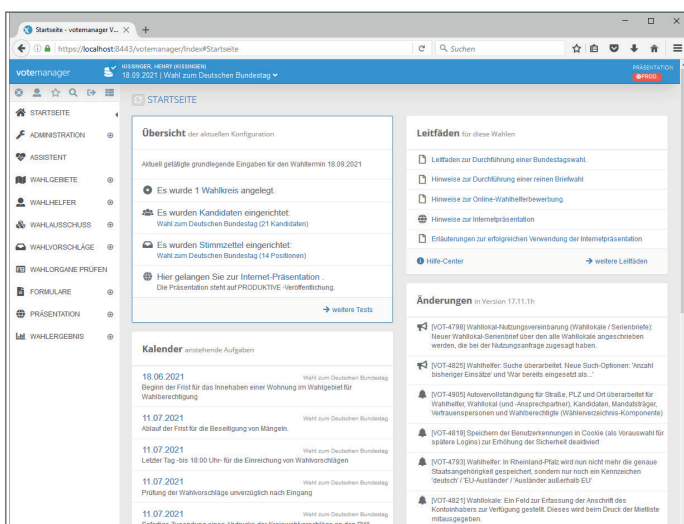 Startseite - votemanager V...
https://localhost:8443/votemanager/Index#Startseite
Suchen
votemanager
KISSINGER, HENRY (KISSINGEN)
18.09.2021 | Wahl zum Deutschen Bundestag
PRÄSENTATION
PROD
STARTSEITE
ADMINISTRATION
ASSISTENT
WAHLGEBIETE
WAHLHELFER
WAHLAUSSCHUSS
WAHLVORSCHLÄGE
WAHLORGANE PRÜFEN
FORMULARE
PRÄSENTATION
WAHLERGEBNIS
STARTSEITE
Übersicht der aktuellen Konfiguration
Aktuell getätigte grundlegende Eingaben für den Wahltermin 18.09.2021
Es wurde 1 Wahlkreis angelegt.
Es wurden Kandidaten eingerichtet:
Wahl zum Deutschen Bundestag (21 Kandidaten)
Es wurden Stimmzettel eingerichtet:
Wahl zum Deutschen Bundestag (14 Positionen)
Hier gelangen Sie zur Internet-Präsentation .
Die Präsentation steht auf PRODUKTIVE -Veröffentlichung.
weitere Tests
Kalender anstehende Aufgaben
18.06.2021 Wahl zum Deutschen Bundestag
Beginn der Frist für das Innehaben einer Wohnung im Wahlgebiet für
Wahlberechtigung
11.07.2021 Wahl zum Deutschen Bundestag
Ablauf der Frist für die Beseitigung von Mängeln.
11.07.2021 Wahl zum Deutschen Bundestag
Letzter Tag -bis 18:00 Uhr- für die Einreichung von Wahlvorschlägen
11.07.2021 Wahl zum Deutschen Bundestag
Prüfung der Wahlvorschläge unverzüglich nach Eingang
11.07.2021 Wahl zum Deutschen Bundestag
Leitfäden für diese Wahlen
Leitfaden zur Durchführung einer Bundestagswahl.
Hinweise zur Durchführung einer reinen Briefwahl
Hinweise zur Online-Wahlhelferbewerbung.
Hinweise zur Internetpräsentation
Erläuterungen zur erfolgreichen Verwendung der Internetpräsentation
Hilfe-Center
weitere Leitfäden
Änderungen in Version 17.11.1h
[VOT-4798] Wahllokal-Nutzungsvereinbarung (Wahllokale / Serienbriefe):
Neuer Wahllokal-Serienbrief über den alle Wahllokale angeschrieben
werden, die bei der Nutzungsanfrage zugesagt haben.
[VOT-4825] Wahlhelfer: Suche überarbeitet. Neue Such-Optionen: 'Anzahl
bisheriger Einsätze' und 'War bereits eingesetzt als...'
[VOT-4905] Autovervollständigung für Straße, PLZ und Ort überarbeitet für
Wahlhelfer, Wahllokal (und -Ansprechpartner), Kandidaten, Mandatsträger,
Vertrauenspersonen und Wahlberechtigte (Wählerverzeichnis-Komponente)
[VOT-4819] Speichern der Benutzerkennungen in Cookie (als Vorauswahl für
spätere Logins) zur Erhöhung der Sicherheit deaktiviert
[VOT-4793] Wahlhelfer: In Rheinland-Pfalz wird nun nicht mehr die genaue
Staatsangehörigkeit gespeichert, sondern nur noch ein Kennzeichen
'deutsch' / 'EU-Ausländer' / 'Ausländer außerhalb EU'
[VOT-4821] Wahllokale: Ein Feld zur Erfassung der Anschrift des
Kontoinhabers zur Verfügung gestellt. Dieses wird beim Druck der Mietliste
mitausgegeben.